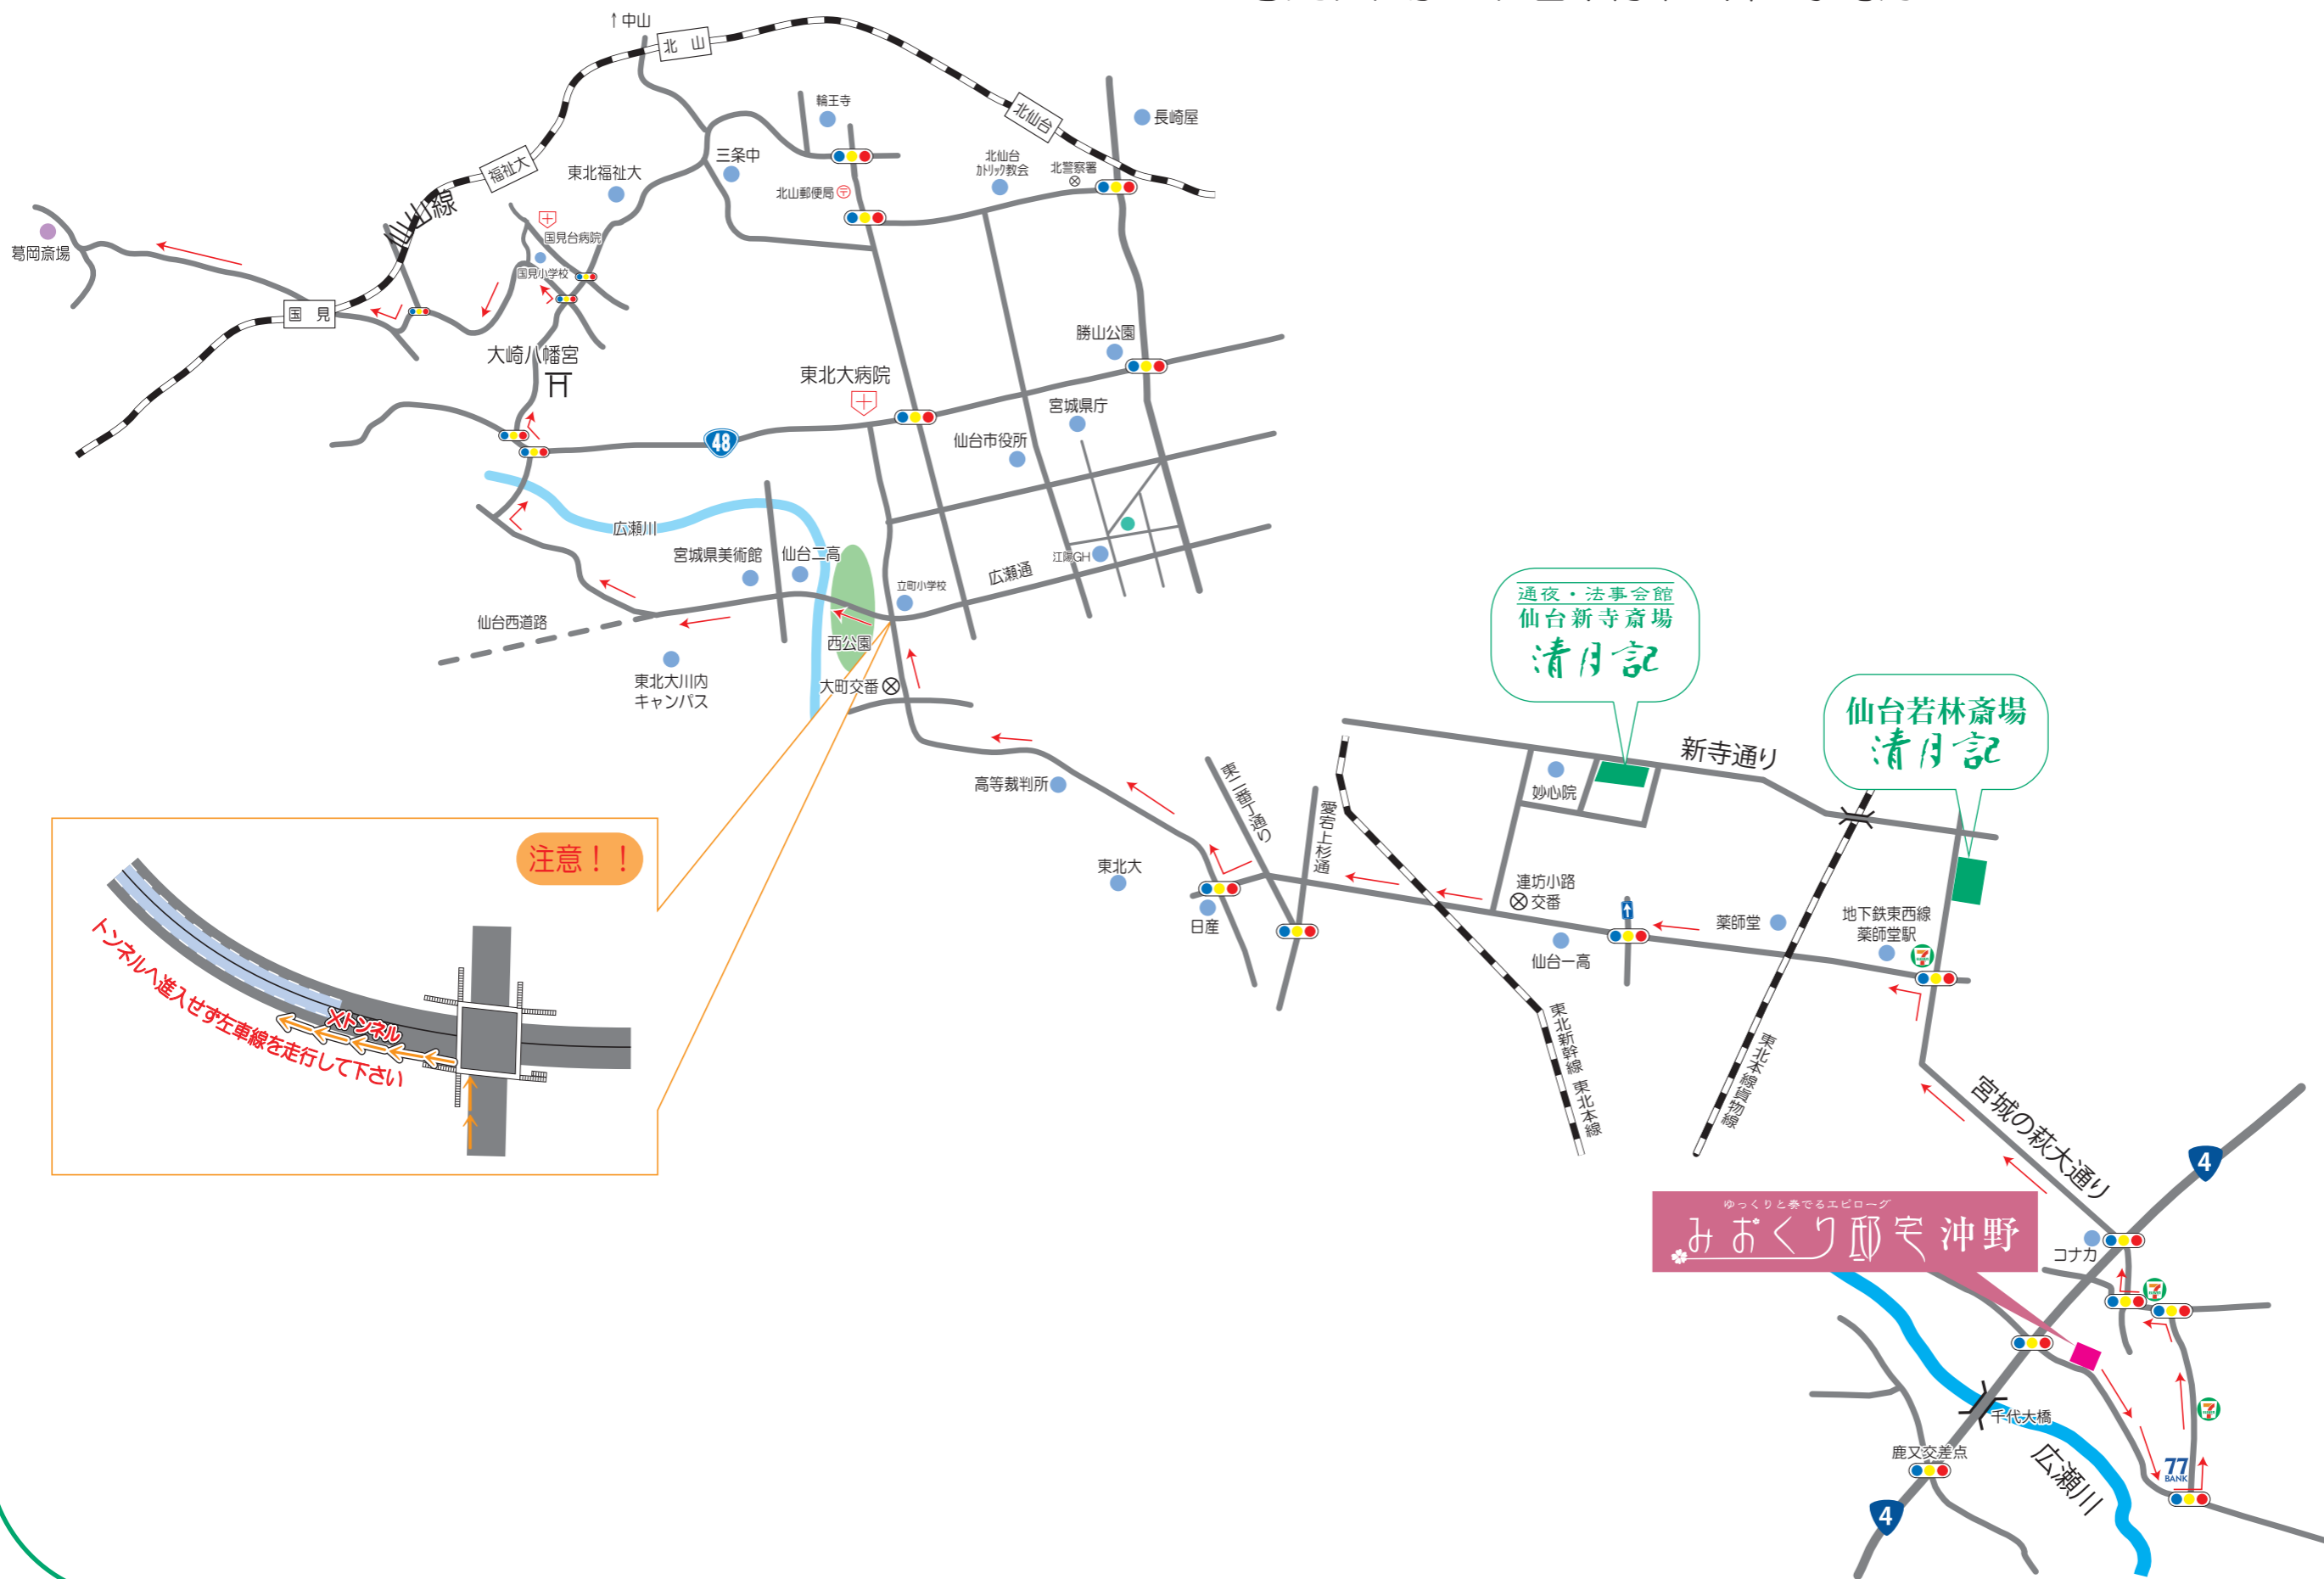 ↑中山
北 山
輪王寺
北仙台
長崎屋
三条中
北仙台
カトリック教会
北警察署
福祉大
東北福祉大
北山郵便局
仙山線
国見台病院
国見小学校
葛岡斎場
国 見
大崎八幡宮
東北大病院
勝山公園
48
宮城県庁
仙台市役所
広瀬川
宮城県美術館
仙台二高
江陽GH
立町小学校
広瀬通
仙台西道路
西公園
東北大川内
キャンパス
大町交番
高等裁判所
東二番丁通り
愛宕上杉通
東北大
日産
通夜・法事会館
仙台新寺斎場
清月記
仙台若林斎場
清月記
新寺通り
妙心院
連坊小路
交番
仙台一高
薬師堂
地下鉄東西線
薬師堂駅
7
東北新幹線
東北本線
東北本線貨物線
宮城の萩大通り
4
注意！！
×トンネル
トンネルへ進入せず左車線を走行して下さい
ゆっくりと奏でるエピローグ
みおくり邸宅 沖野
コナカ
7
7
千代大橋
鹿又交差点
広瀬川
77
BANK
4